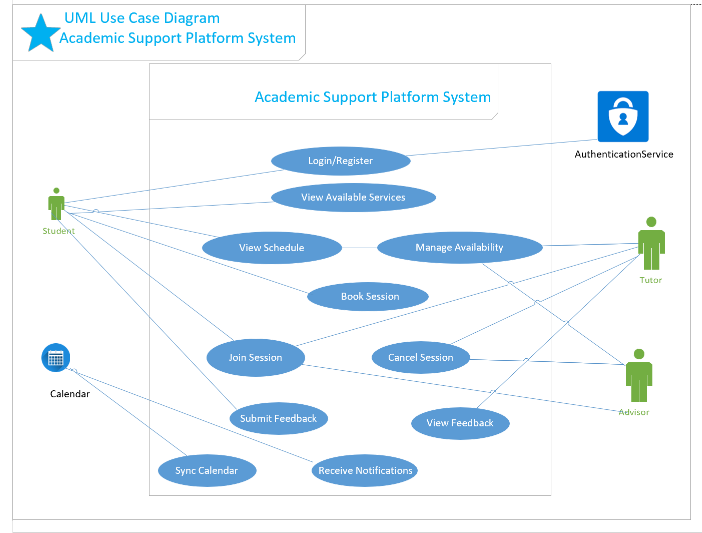 UML Use Case Diagram
Academic Support Platform System
Academic Support Platform System
AuthenticationService
Login/Register
View Available Services
Student
View Schedule
Manage Availability
Tutor
Book Session
Join Session
Cancel Session
Calendar
Advisor
Submit Feedback
View Feedback
Sync Calendar
Receive Notifications